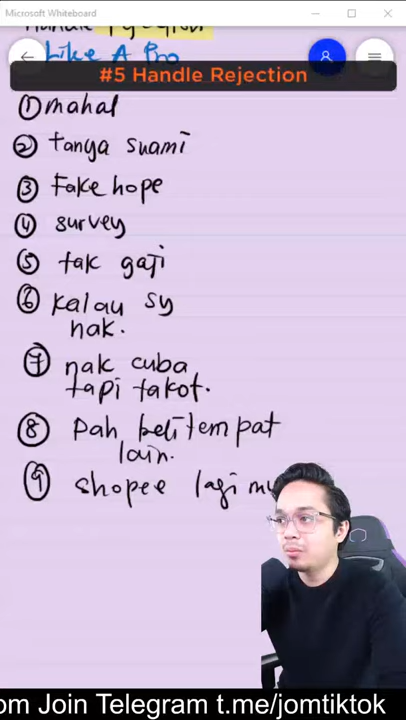 Microsoft Whiteboard
Like A Pro
#5 Handle Rejection
① mahal
② tanya suami
③ Fake hope
④ survey
⑤ tak gaji
⑥ kalau sy
nak.
⑦ nak cuba
tapi takot.
⑧ Dah beli tempat
lain.
⑨ shopee lagi
om Join Telegram t.me/jomtiktok